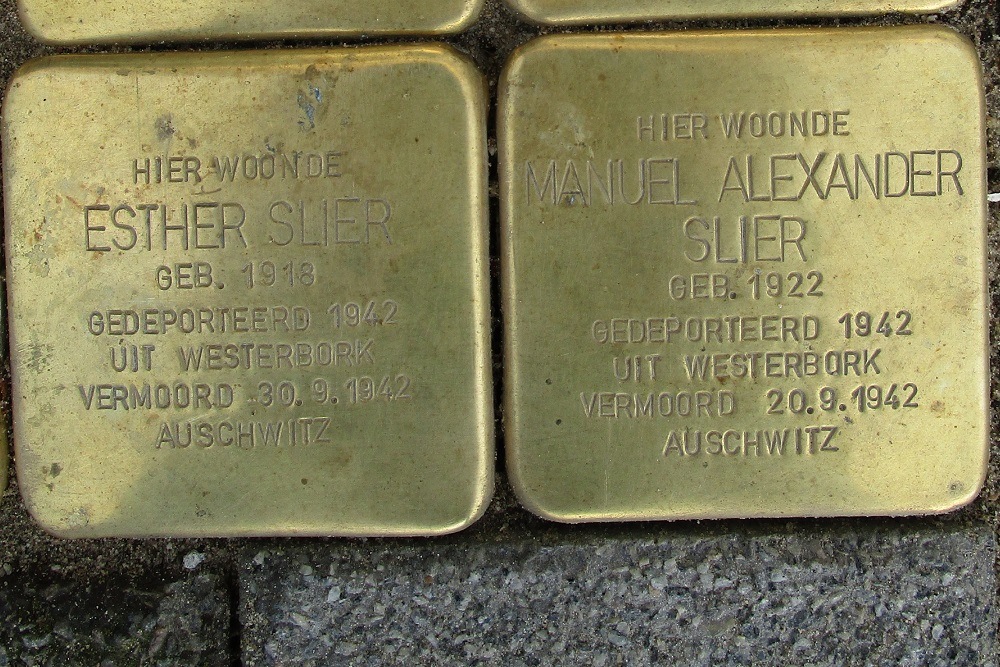 HIER WOONDE
ESTHER SLIER
GEB. 1918
GEDEPORTEERD 1942
UIT WESTERBORK
VERMOORD 30.9.1942
AUSCHWITZ
HIER WOONDE
MANUEL ALEXANDER
SLIER
GEB. 1922
GEDEPORTEERD 1942
UIT WESTERBORK
VERMOORD 20.9.1942
AUSCHWITZ